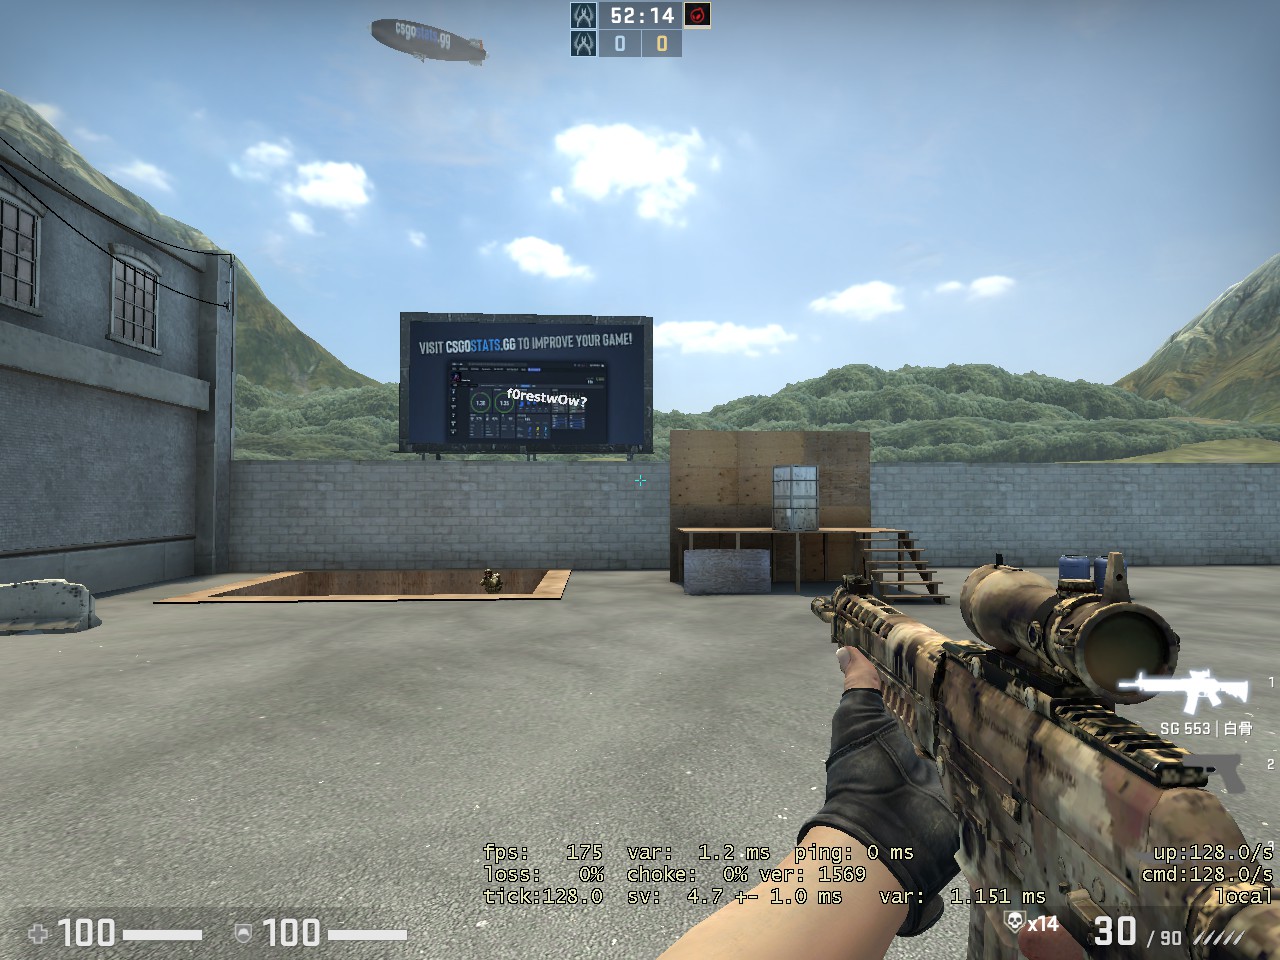 csgostats.gg
52:14
0 0
VISIT CSGOSTATS.GG TO IMPROVE YOUR GAME!
f0restwOw?
1
SG 553 | 白骨
2
fps: 175 var: 1.2 ms ping: 0 ms
loss: 0% choke: 0% ver: 1569
tick:128.0 sv: 4.7 +- 1.0 ms var: 1.151 ms
up:128.0/s
cmd:128.0/s
local
100
100
x14
30 / 90